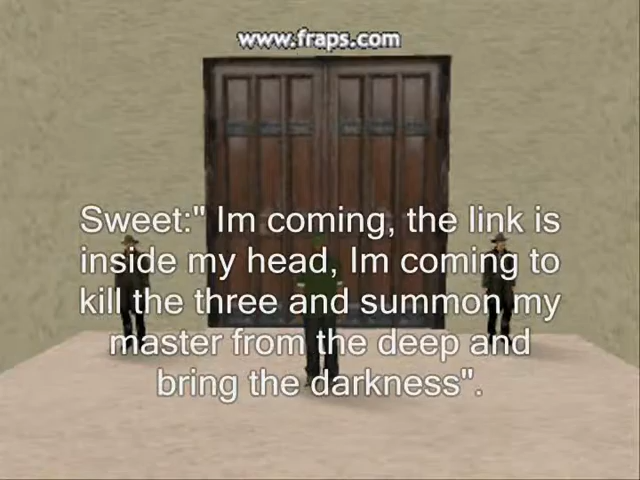 www.fraps.com
Sweet:" Im coming, the link is
inside my head, Im coming to
kill the three and summon my
master from the deep and
bring the darkness".